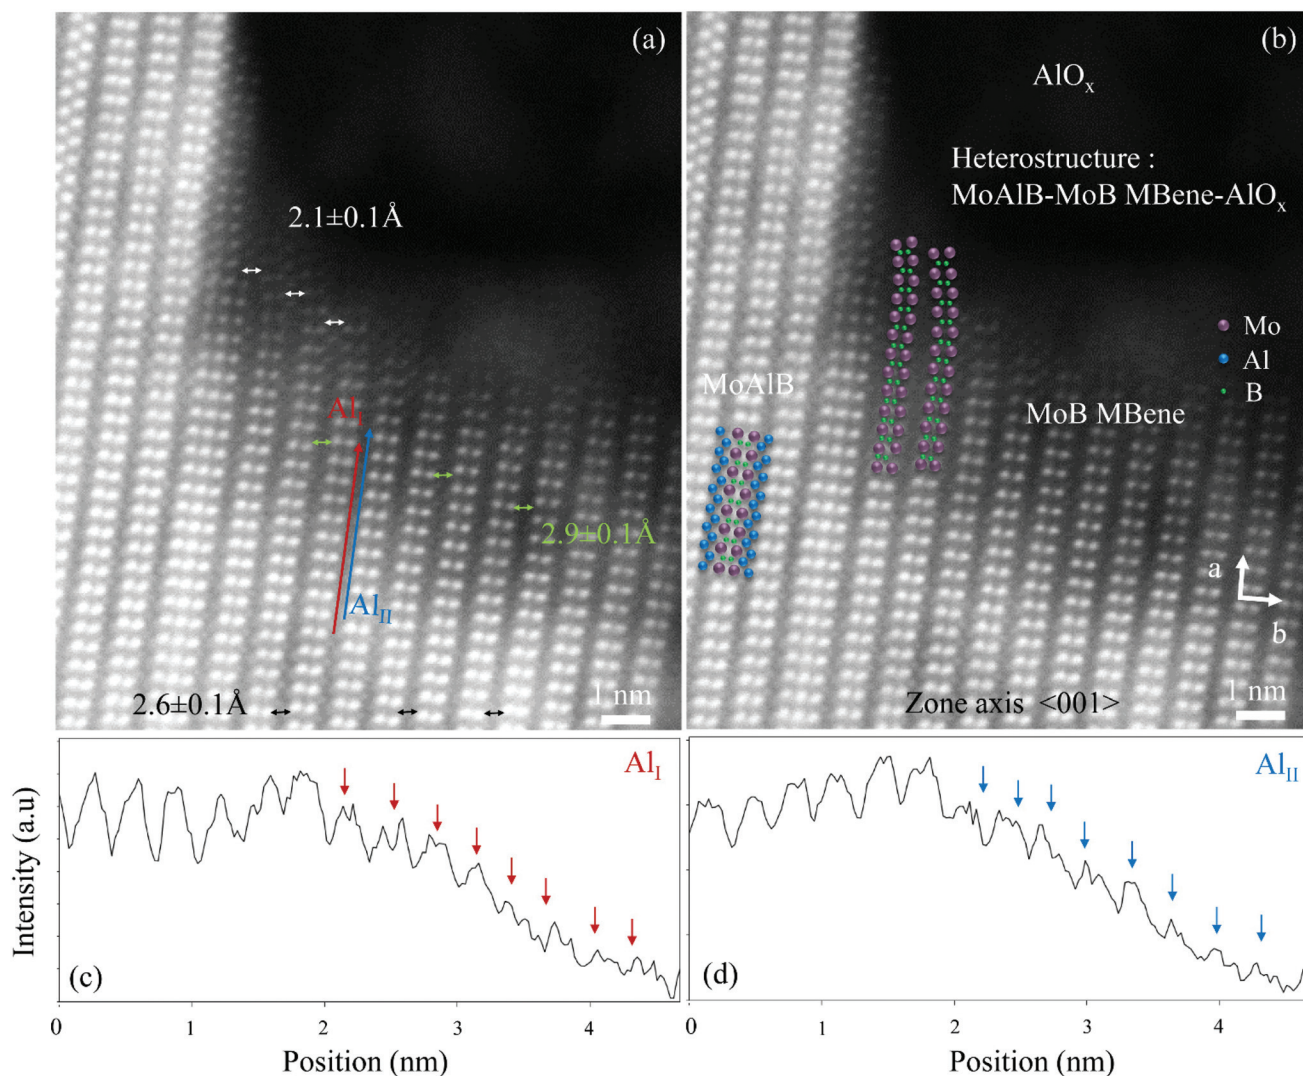 (a)
2.1±0.1Å
Al_I
2.9±0.1Å
Al_II
2.6±0.1Å
1 nm
(b)
AlO_x
Heterostructure :
MoAlB-MoB MBene-AlO_x
Mo
Al
B
MoAlB
MoB MBene
a
b
Zone axis <001>
1 nm
Intensity (a.u)
Al_I
(c)
0 1 2 3 4
Position (nm)
Al_II
(d)
0 1 2 3 4
Position (nm)